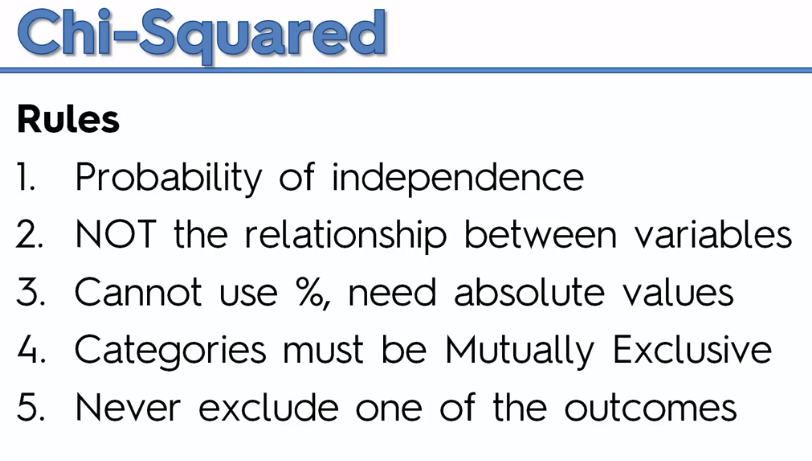 Chi-Squared
Rules
1. Probability of independence
2. NOT the relationship between variables
3. Cannot use %, need absolute values
4. Categories must be Mutually Exclusive
5. Never exclude one of the outcomes